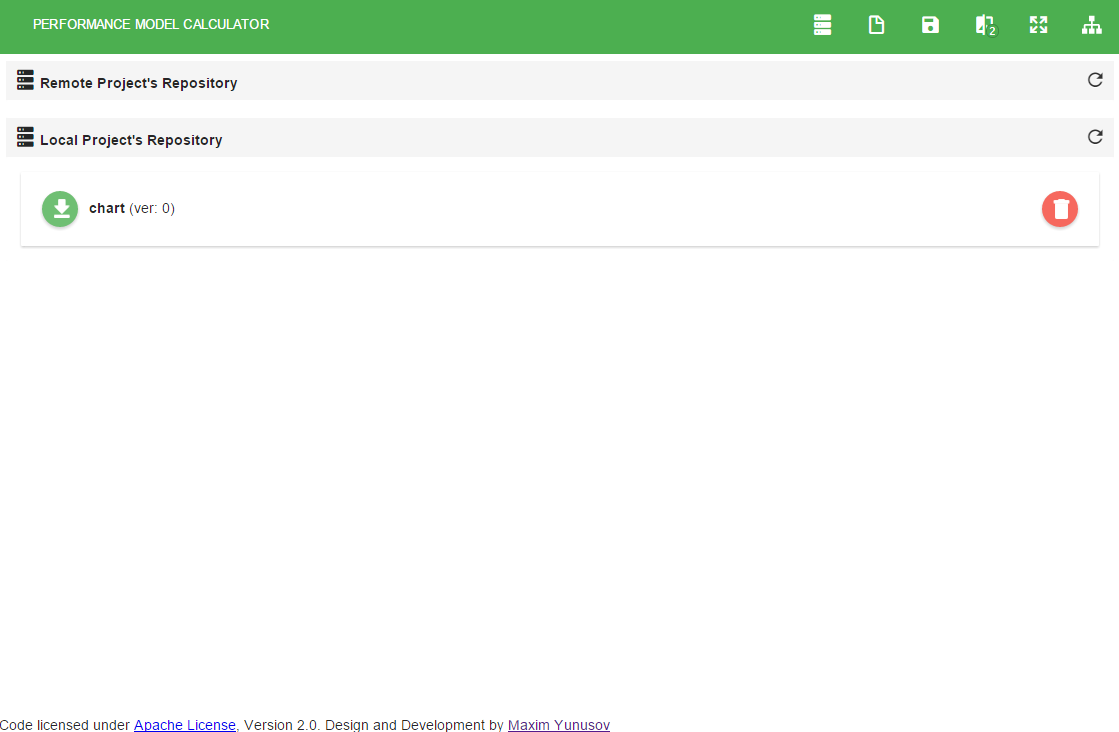 PERFORMANCE MODEL CALCULATOR
2
Remote Project's Repository
Local Project's Repository
chart (ver: 0)
Code licensed under Apache License, Version 2.0. Design and Development by Maxim Yunusov